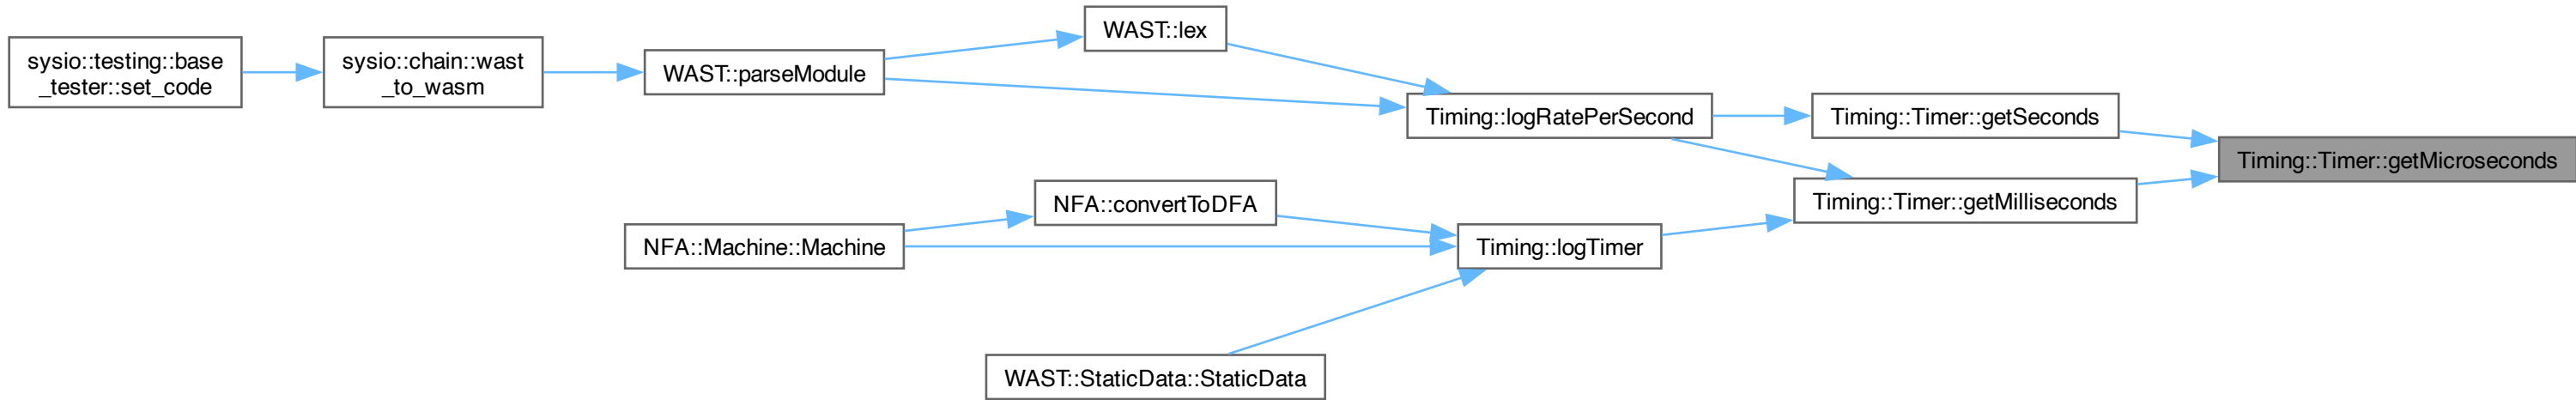 sysio::testing::base
_tester::set_code
sysio::chain::wast
_to_wasm
WAST::parseModule
WAST::lex
Timing::logRatePerSecond
Timing::Timer::getSeconds
Timing::Timer::getMicroseconds
Timing::Timer::getMilliseconds
NFA::convertToDFA
NFA::Machine::Machine
Timing::logTimer
WAST::StaticData::StaticData